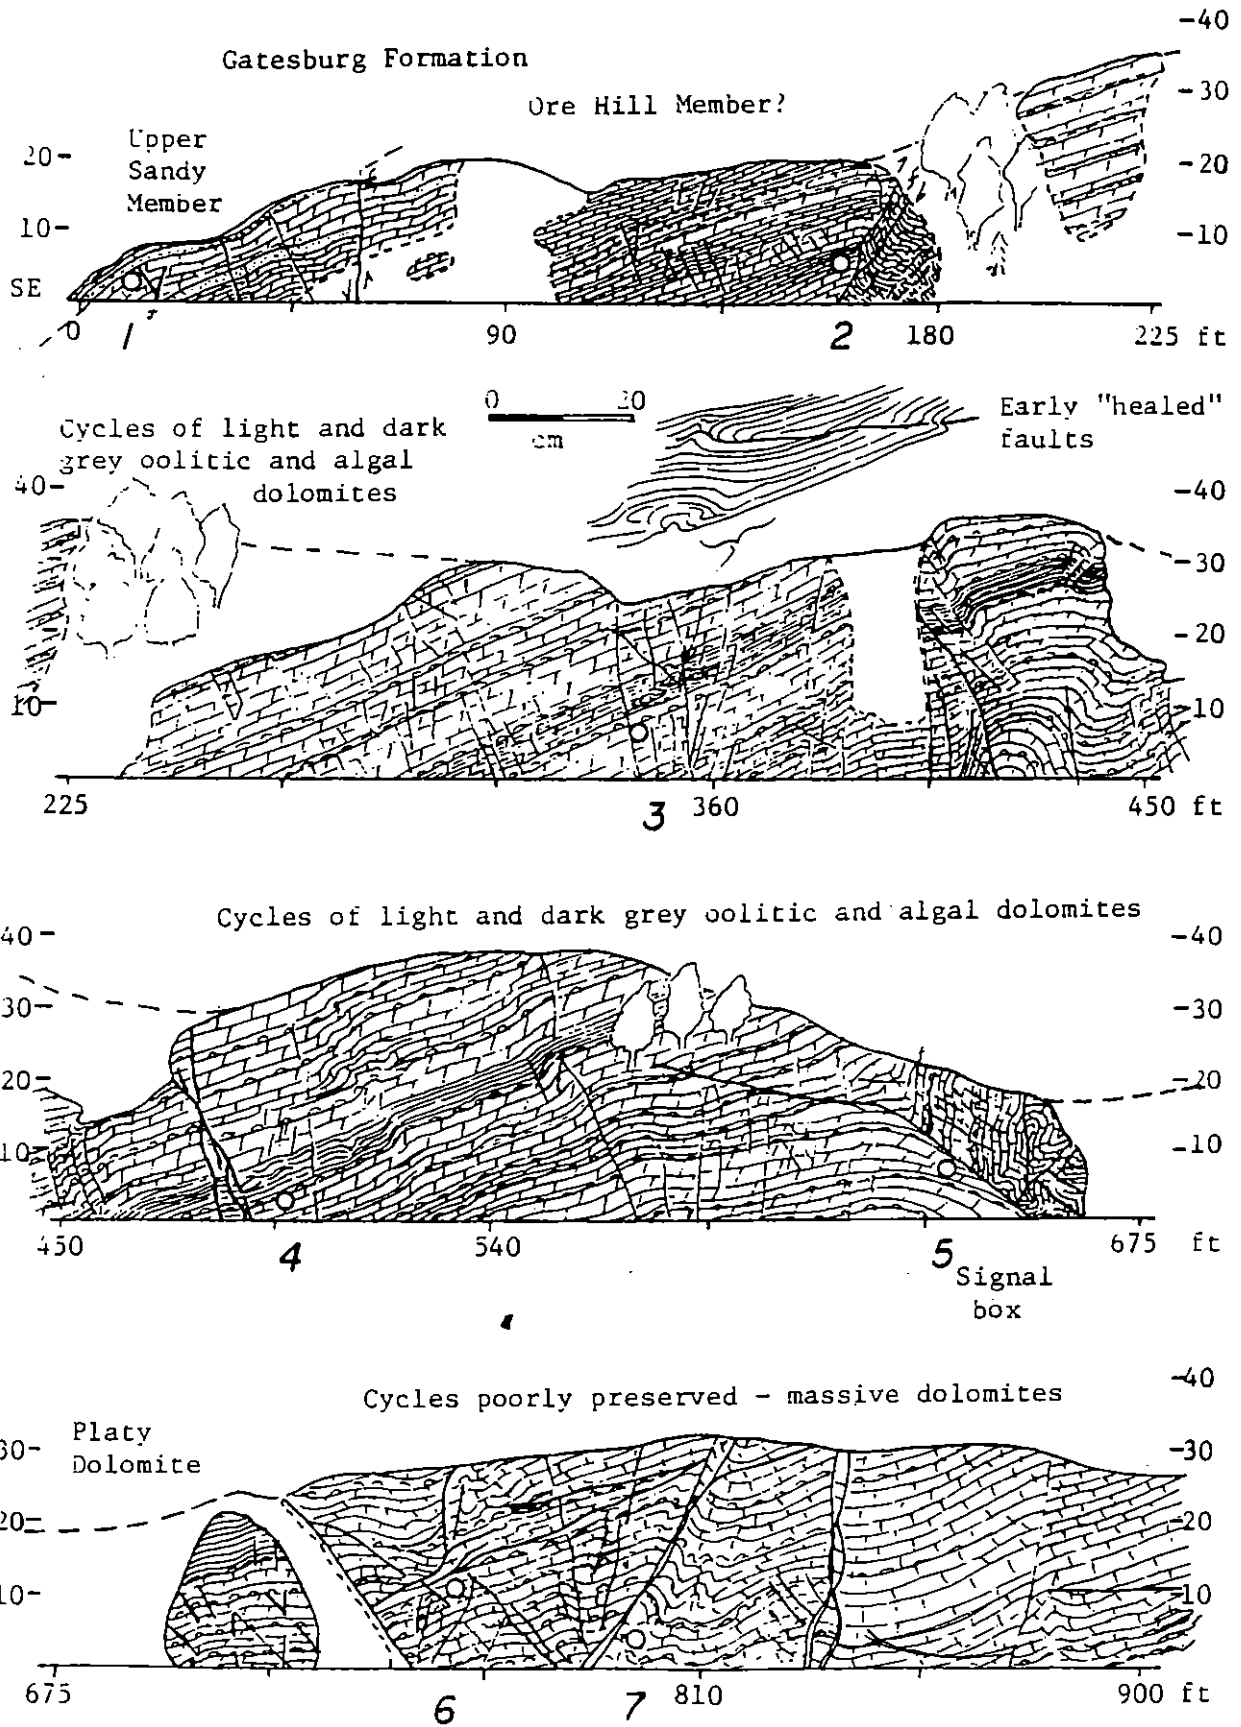 -40
Gatesburg Formation
-30
Ore Hill Member?
Upper
Sandy
Member
20-
-20
10-
-10
SE
0
90
180
225 ft
1
2
0 20
cm
Early "healed"
faults
Cycles of light and dark
grey oolitic and algal
dolomites
40-
-40
-30
-20
10-
-10
225
360
450 ft
3
Cycles of light and dark grey oolitic and algal dolomites
40-
-40
30-
-30
20-
-20
10-
-10
450
540
675 ft
4
5
Signal
box
-40
Cycles poorly preserved - massive dolomites
Platy
Dolomite
30-
-30
20-
-20
10-
10
675
810
900 ft
6
7